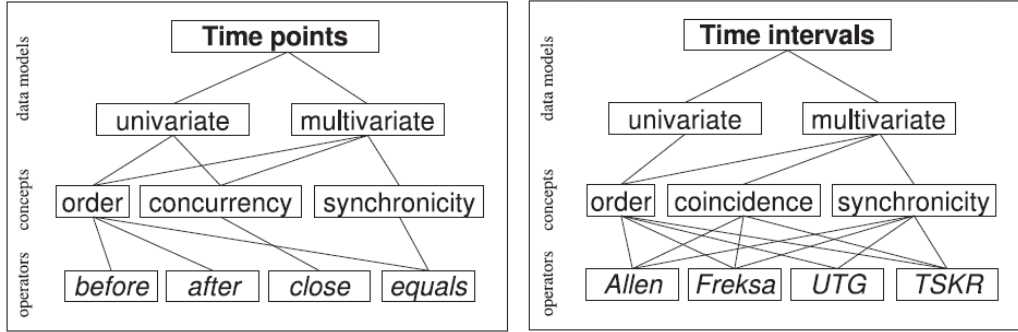 Time points
data models
univariate
multivariate
concepts
order
concurrency
synchronicity
operators
before
after
close
equals
Time intervals
data models
univariate
multivariate
concepts
order
coincidence
synchronicity
operators
Allen
Freksa
UTG
TSKR